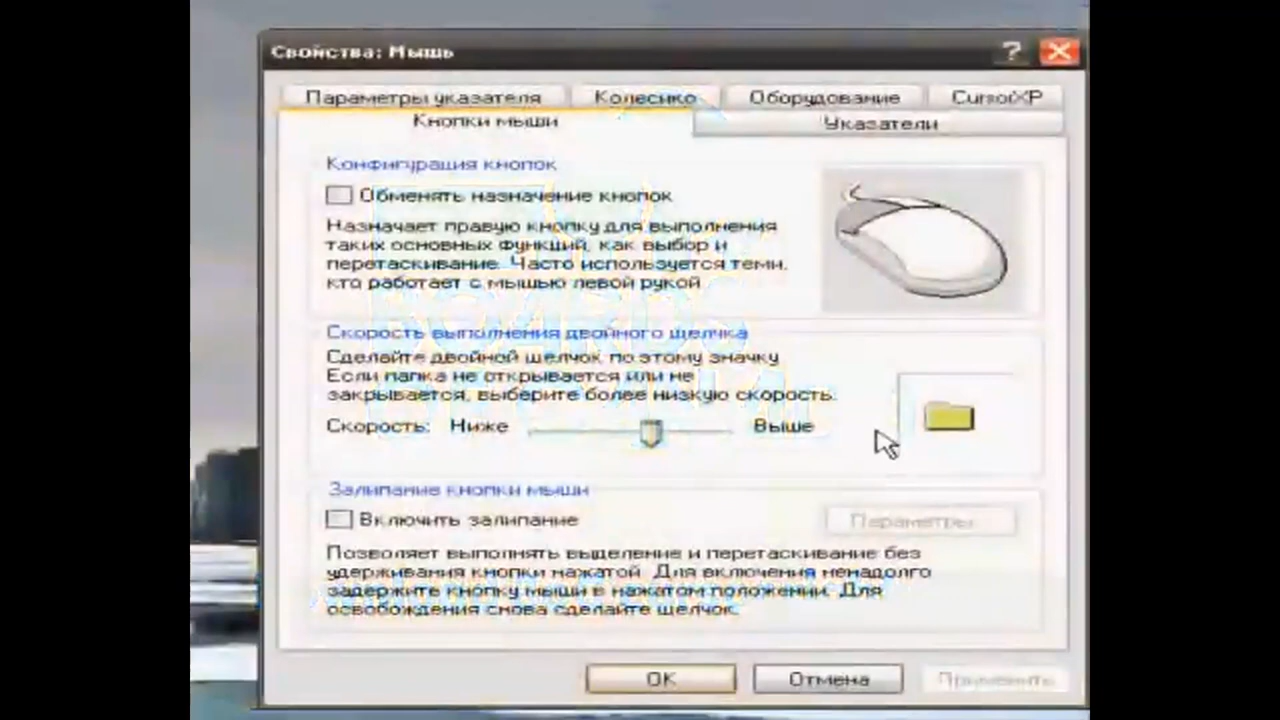 Свойства: Мышь
Параметры указателя
Колесико
Оборудование
CursorXP
Кнопки мыши
Указатели
Конфигурация кнопок
Обменять назначение кнопок
Назначает правую кнопку для выполнения
таких основных функций, как выбор и
перетаскивание. Часто используется теми,
кто работает с мышью левой рукой
Скорость выполнения двойного щелчка
Сделайте двойной щелчок по этому значку
Если папка не открывается или не
закрывается, выберите более низкую скорость.
Скорость: Ниже Выше
Залипание кнопки мыши
Включить залипание
Параметры...
Позволяет выполнять выделение и перетаскивание без
удерживания кнопки нажатой. Для включения ненадолго
задержите кнопку мыши в нажатом положении. Для
освобождения снова сделайте щелчок.
OK
Отмена
Применить